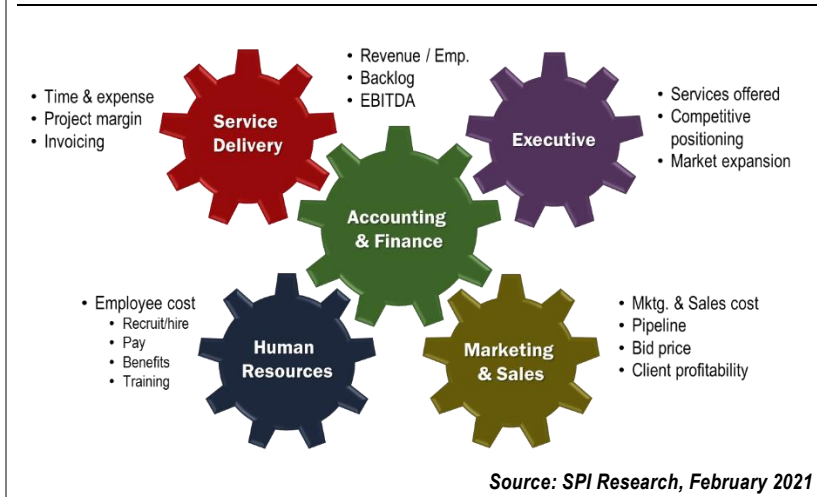 • Revenue / Emp.
• Backlog
• EBITDA
• Time & expense
• Project margin
• Invoicing
Service
Delivery
Executive
• Services offered
• Competitive
positioning
• Market expansion
Accounting
& Finance
• Employee cost
• Recruit/hire
• Pay
• Benefits
• Training
Human
Resources
Marketing
& Sales
• Mktg. & Sales cost
• Pipeline
• Bid price
• Client profitability
Source: SPI Research, February 2021